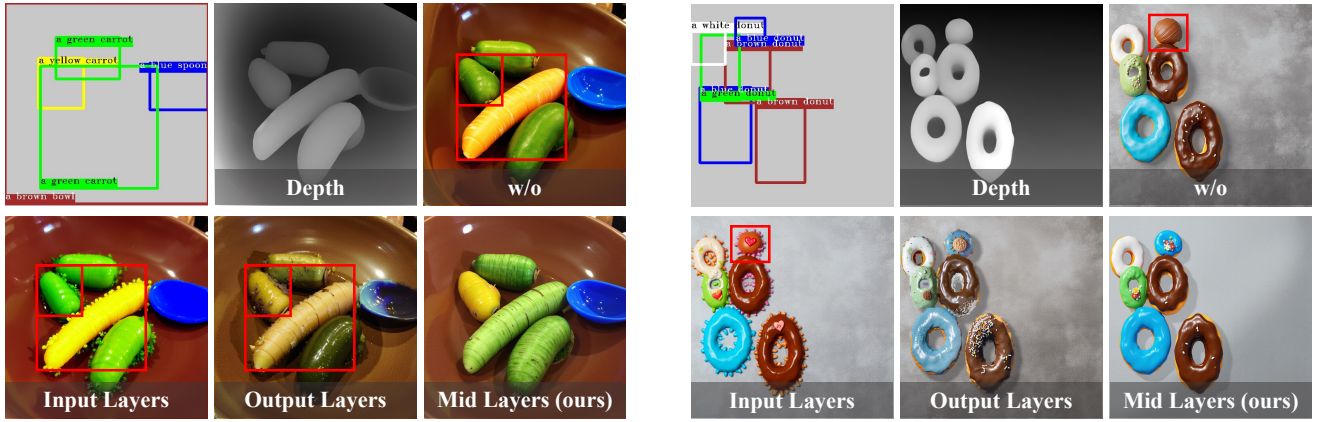 a green carrot
a yellow carrot
a blue spoon
a green carrot
a brown bowl
Depth
w/o
Input Layers
Output Layers
Mid Layers (ours)
a white donut
a blue donut
a brown donut
a blue donut
a green donut
a brown donut
Depth
w/o
Input Layers
Output Layers
Mid Layers (ours)